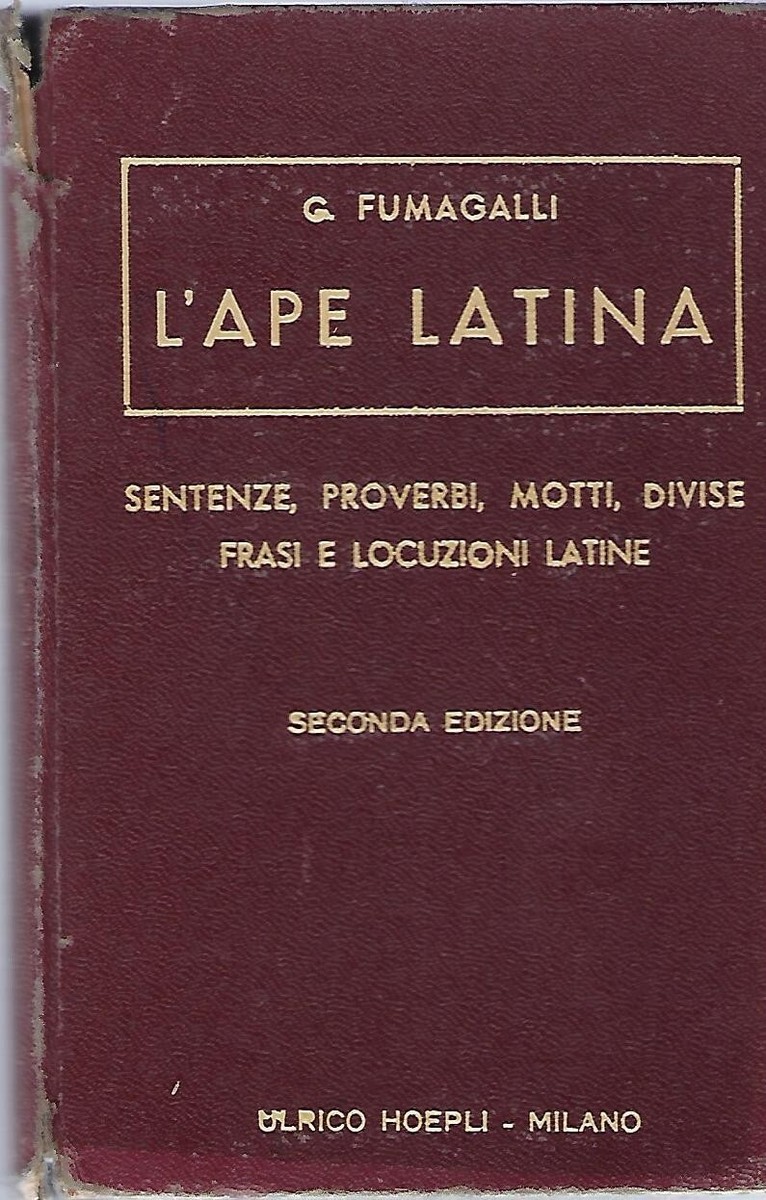 G. FUMAGALLI
L'APE LATINA
SENTENZE, PROVERBI, MOTTI, DIVISE
FRASI E LOCUZIONI LATINE
SECONDA EDIZIONE
ULRICO HOEPLI - MILANO